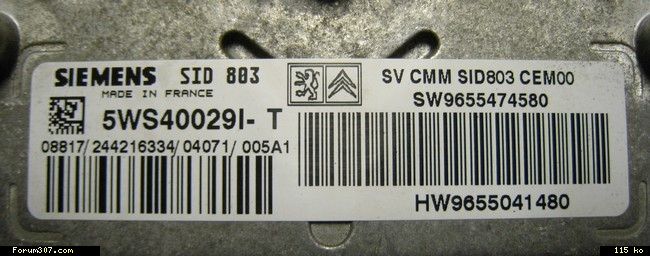 SIEMENS SID 803
MADE IN FRANCE
5WS40029I- T
08817/244216334/04071/005A1
SV CMM SID803 CEM00
SW9655474580
HW9655041480
Forum307.com
115 ko